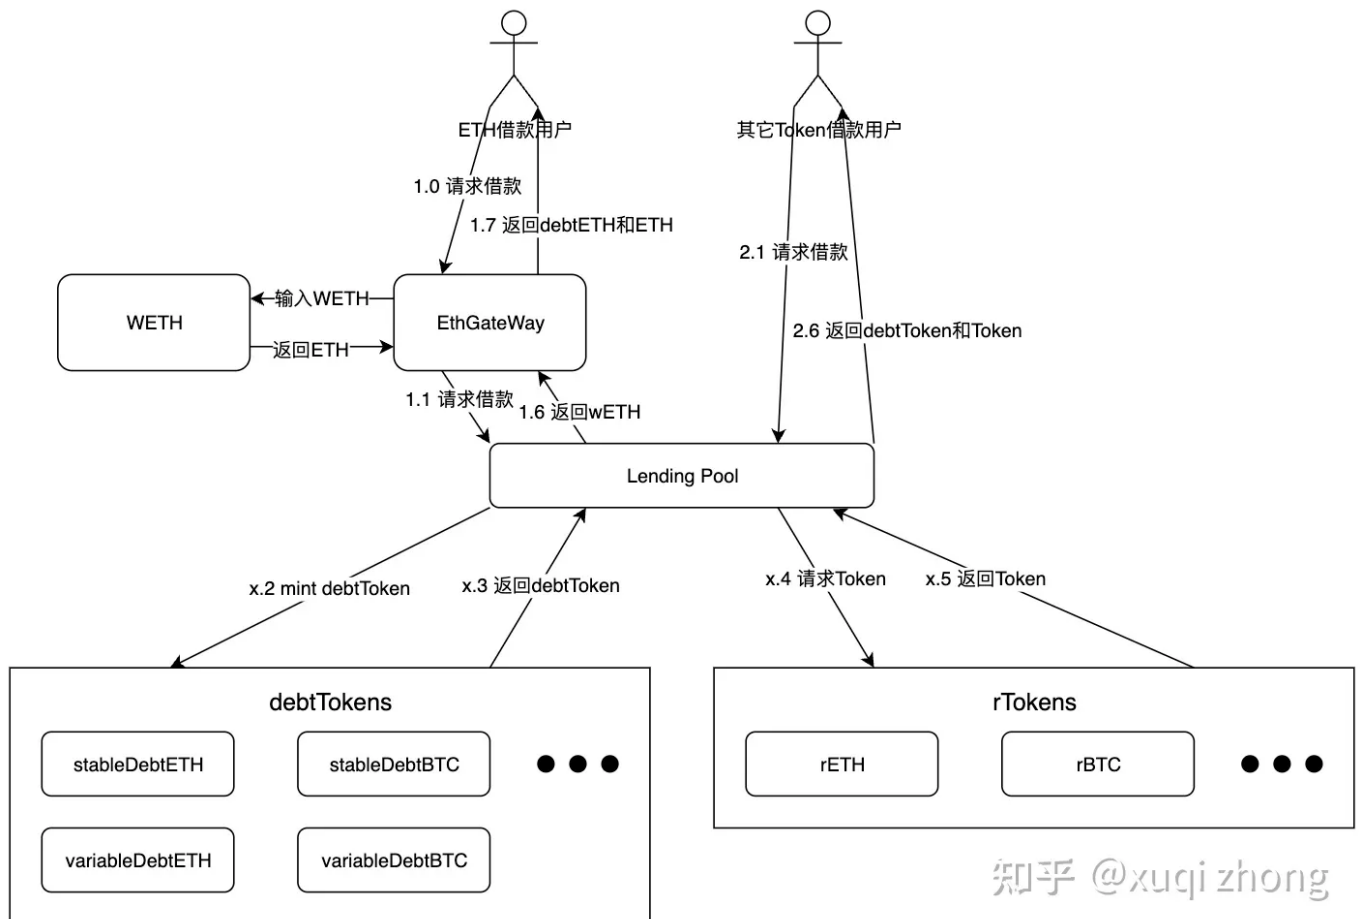 ETH借款用户
其它Token借款用户
1.0 请求借款
1.7 返回debtETH和ETH
2.1 请求借款
输入WETH
WETH
EthGateWay
2.6 返回debtToken和Token
返回ETH
1.1 请求借款
1.6 返回wETH
Lending Pool
x.2 mint debtToken
x.3 返回debtToken
x.4 请求Token
x.5 返回Token
debtTokens
rTokens
stableDebtETH
stableDebtBTC
rETH
rBTC
variableDebtETH
variableDebtBTC
知乎 @xuqi zhong